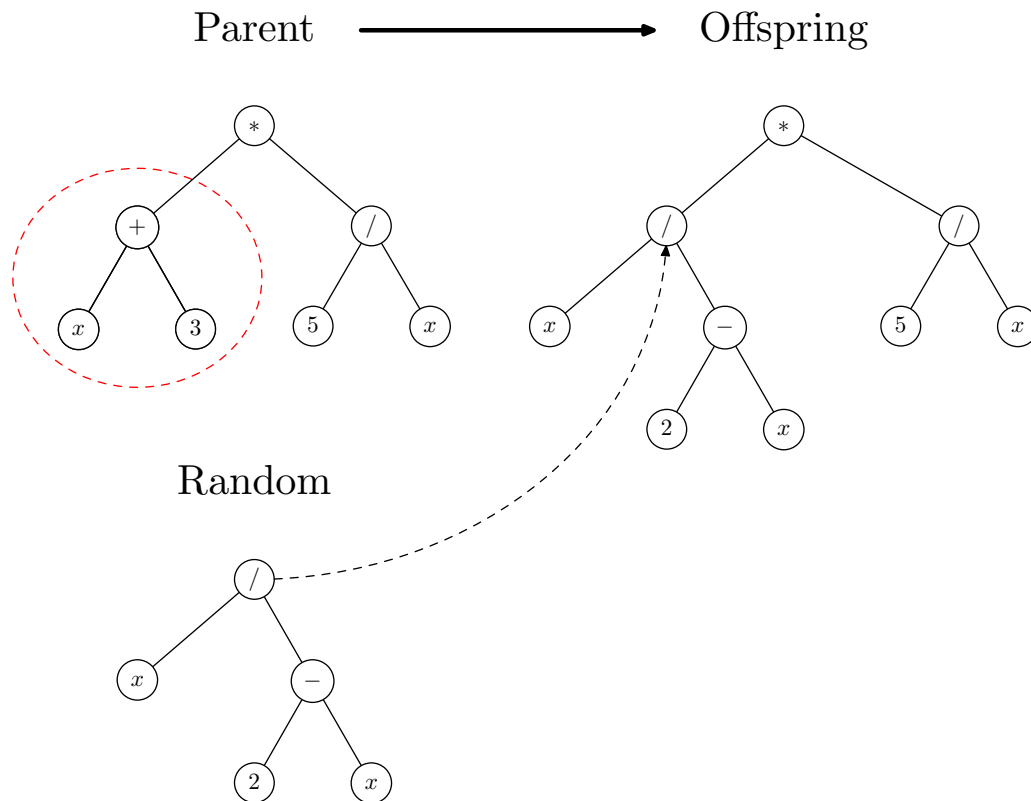 Parent Offspring
* *
+ / / /
x 3 5 x x − 5 x
2 x
Random
/
x −
2 x